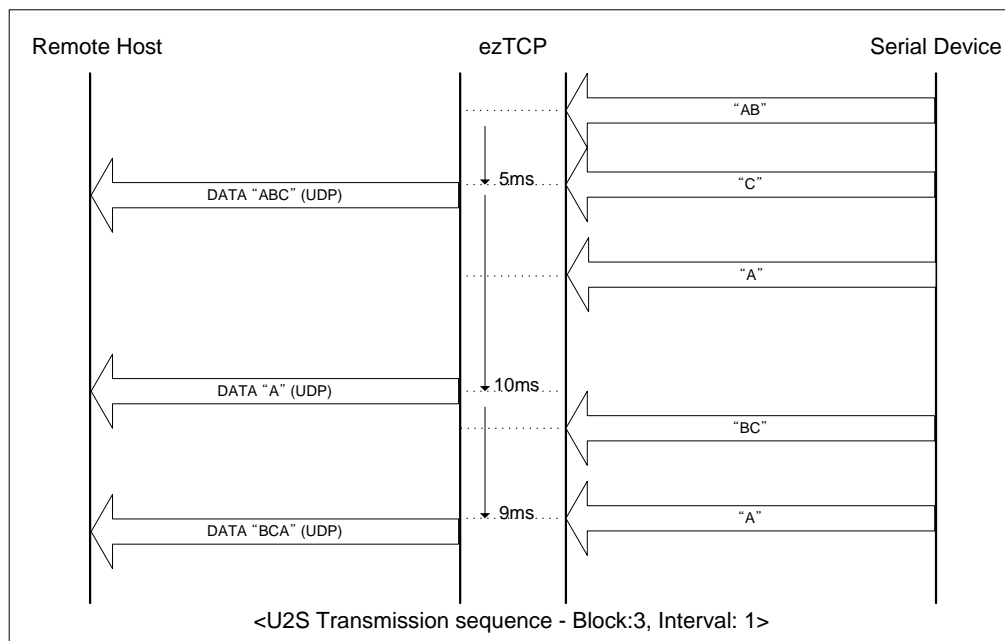 Remote Host
ezTCP
Serial Device
“AB”
5ms
“C”
DATA “ABC” (UDP)
“A”
10ms
DATA “A” (UDP)
“BC”
9ms
“A”
DATA “BCA” (UDP)
<U2S Transmission sequence - Block:3, Interval: 1>